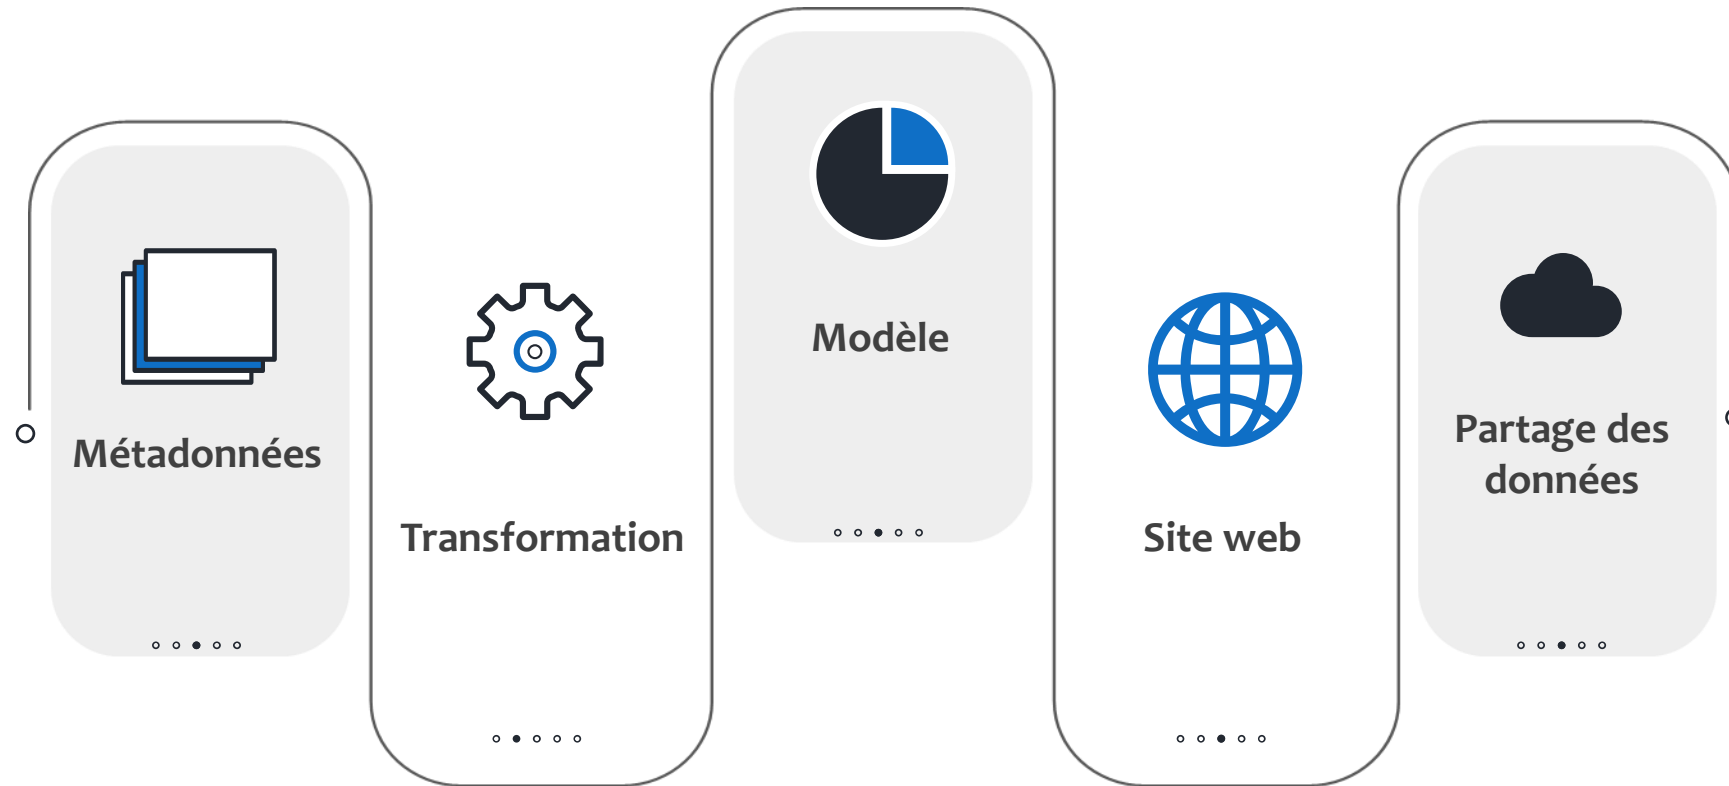 Métadonnées
Transformation
Modèle
Site web
Partage des
données